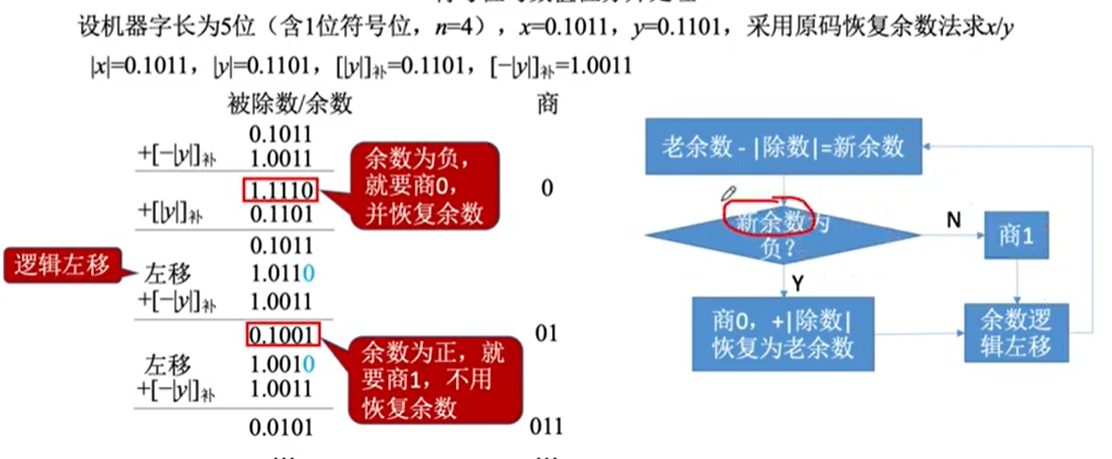 设机器字长为5位（含1位符号位，n=4），x=0.1011，y=0.1101，采用原码恢复余数法求x/y
|x|=0.1011，|y|=0.1101，[|y|]补=0.1101，[−|y|]补=1.0011
被除数/余数 商
0.1011
+[−|y|]补 1.0011
1.1110 0
+[|y|]补 0.1101
0.1011
左移 1.0110
+[−|y|]补 1.0011
0.1001 01
左移 1.0010
+[−|y|]补 1.0011
0.0101 011
... ...
余数为负，
就要商0，
并恢复余数
逻辑左移
余数为正，就
要商1，不用
恢复余数
老余数 - |除数|=新余数
新余数为
负？
N
商1
Y
商0，+|除数|
恢复为老余数
余数逻
辑左移